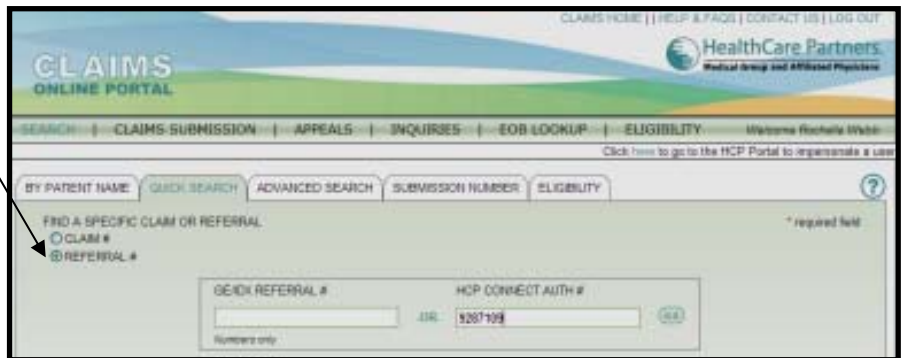 CLAIMS HOME | | HELP & FAQS | CONTACT US | LOG OUT
HealthCare Partners.
Medical Group and Affiliated Physicians
CLAIMS
ONLINE PORTAL
SEARCH | CLAIMS SUBMISSION | APPEALS | INQUIRIES | EOB LOOKUP | ELIGIBILITY Welcome Rochelle Webb
Click here to go to the HCP Portal to impersonate a user
BY PATIENT NAME QUICK SEARCH ADVANCED SEARCH SUBMISSION NUMBER ELIGIBILITY ?
FIND A SPECIFIC CLAIM OR REFERRAL * required field
CLAIM #
REFERRAL #
GE/IDX REFERRAL # HCP CONNECT AUTH #
-OR- 9287109
Numbers only